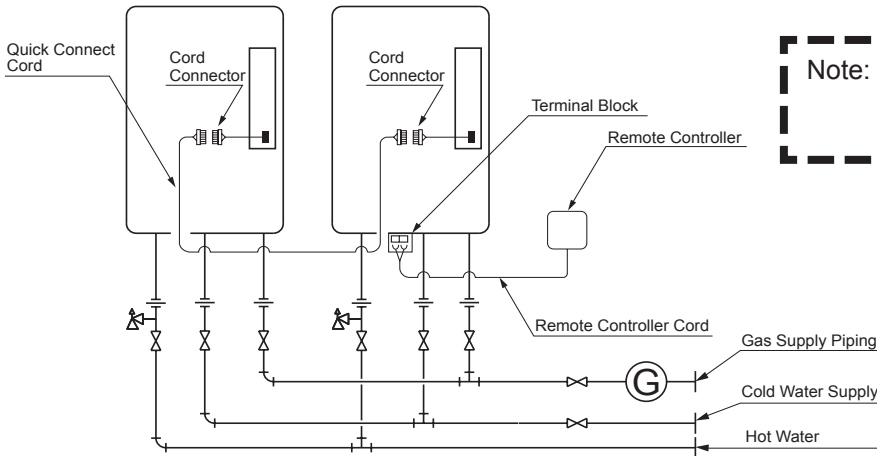 Quick Connect
Cord
Cord
Connector
Cord
Connector
Terminal Block
Remote Controller
Note:
Remote Controller Cord
Gas Supply Piping
G
Cold Water Supply
Hot Water